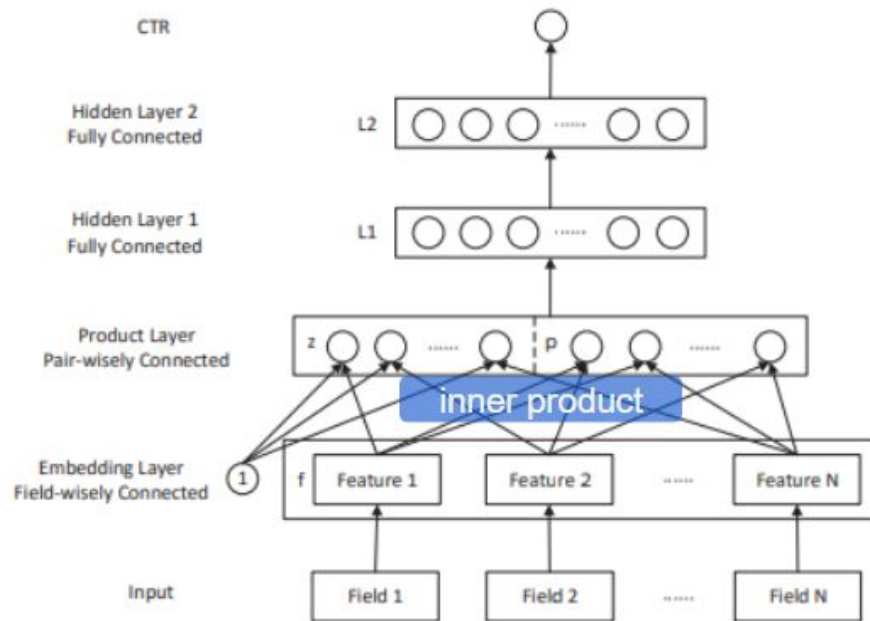 CTR
Hidden Layer 2
Fully Connected
L2
......
Hidden Layer 1
Fully Connected
L1
......
Product Layer
Pair-wisely Connected
z
......
p
......
inner product
Embedding Layer
Field-wisely Connected
1
f
Feature 1
Feature 2
......
Feature N
Input
Field 1
Field 2
......
Field N